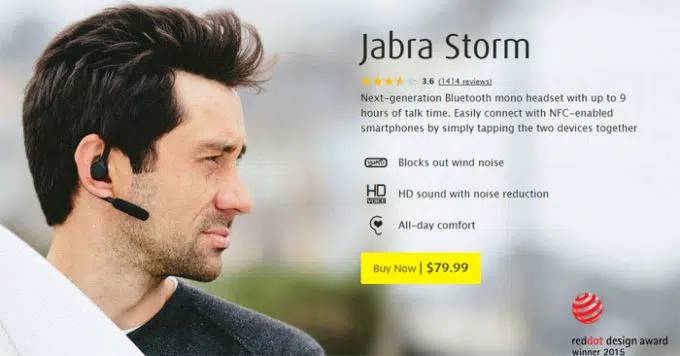 Jabra Storm
3.6 (1414 reviews)
Next-generation Bluetooth mono headset with up to 9
hours of talk time. Easily connect with NFC-enabled
smartphones by simply tapping the two devices together
Blocks out wind noise
HD VOICE
HD sound with noise reduction
All-day comfort
Buy Now | $79.99
reddot design award
winner 2015